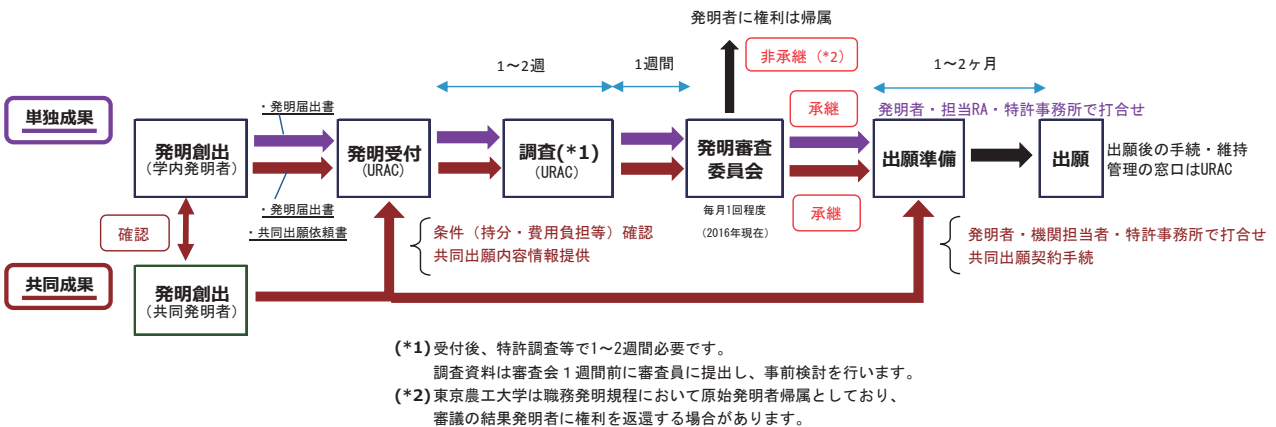 発明者に権利は帰属
非承継（*2）
1～2週
1週間
1～2ヶ月
単独成果
・発明届出書
承継
発明者・担当RA・特許事務所で打合せ
発明創出
（学内発明者）
発明受付
（URAC）
調査(*1)
（URAC）
発明審査
委員会
出願準備
出願
出願後の手続・維持
管理の窓口はURAC
・発明届出書
・共同出願依頼書
毎月1回程度
（2016年現在）
承継
確認
条件（持分・費用負担等）確認
共同出願内容情報提供
発明者・機関担当者・特許事務所で打合せ
共同出願契約手続
共同成果
発明創出
（共同発明者）
(*1)受付後、特許調査等で1～2週間必要です。
調査資料は審査会１週間前に審査員に提出し、事前検討を行います。
(*2)東京農工大学は職務発明規程において原始発明者帰属としており、
審議の結果発明者に権利を返還する場合があります。